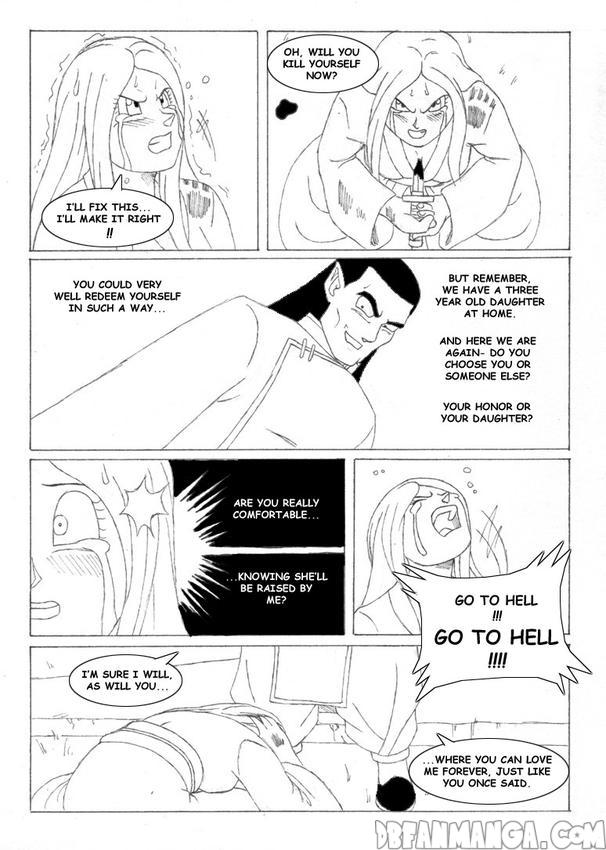 I'LL FIX THIS...
I'LL MAKE IT RIGHT
!!
OH, WILL YOU
KILL YOURSELF
NOW?
YOU COULD VERY
WELL REDEEM YOURSELF
IN SUCH A WAY...
BUT REMEMBER,
WE HAVE A THREE
YEAR OLD DAUGHTER
AT HOME.
AND HERE WE ARE
AGAIN- DO YOU
CHOOSE YOU OR
SOMEONE ELSE?
YOUR HONOR OR
YOUR DAUGHTER?
ARE YOU REALLY
COMFORTABLE...
...KNOWING SHE'LL
BE RAISED BY
ME?
GO TO HELL
!!!
GO TO HELL
!!!!
I'M SURE I WILL,
AS WILL YOU...
...WHERE YOU CAN LOVE
ME FOREVER, JUST LIKE
YOU ONCE SAID.
DBFANMANGA.COM